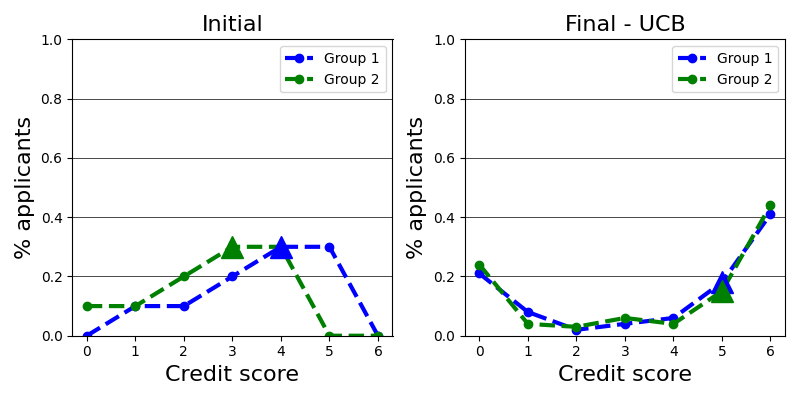 Initial
% applicants
1.0
0.8
0.6
0.4
0.2
0.0
Group 1
Group 2
0 1 2 3 4 5 6
Credit score
Final - UCB
% applicants
1.0
0.8
0.6
0.4
0.2
0.0
Group 1
Group 2
0 1 2 3 4 5 6
Credit score